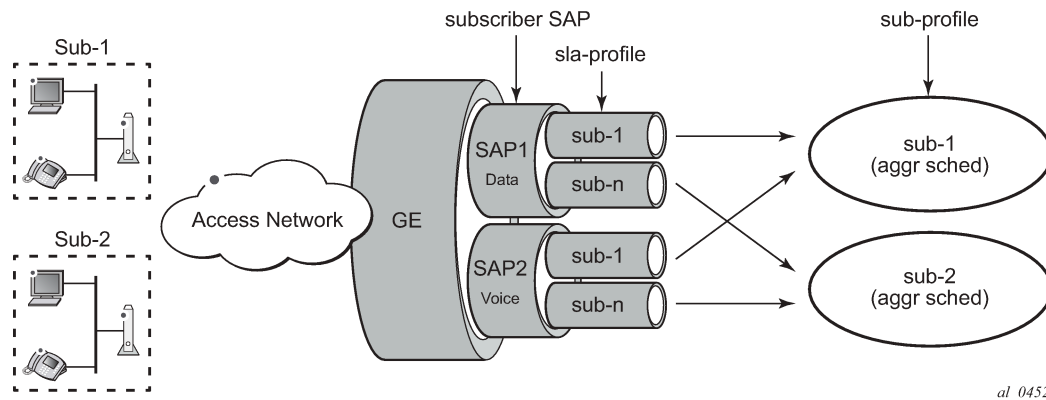 subscriber SAP
sub-profile
Sub-1
sla-profile
sub-1
SAP1
Data
sub-n
sub-1
(aggr sched)
Access Network
GE
Sub-2
SAP2
Voice
sub-1
sub-n
sub-2
(aggr sched)
al_0452